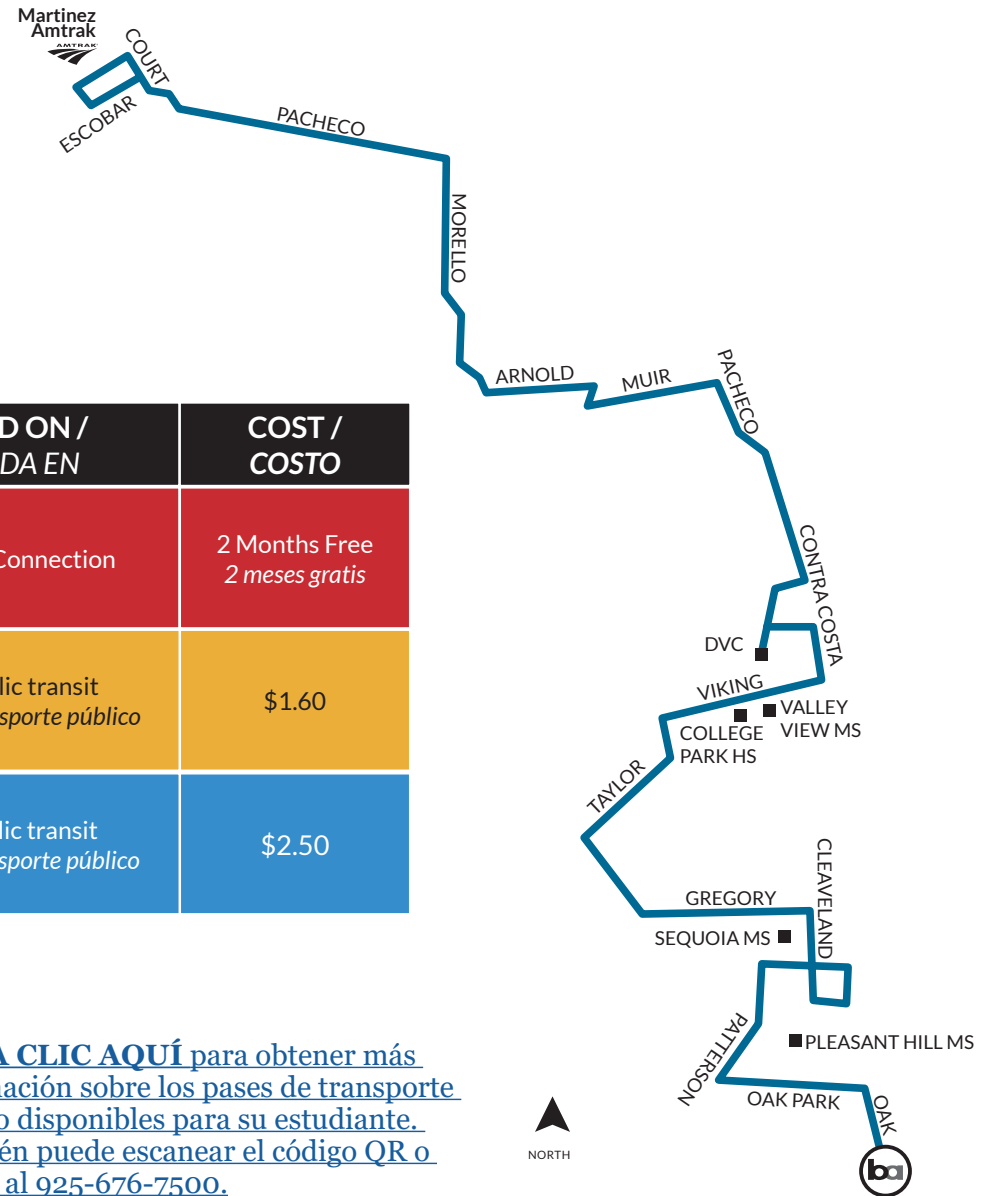 Martinez
Amtrak
AMTRAK
COURT
ESCOBAR
PACHECO
MORELLO
ARNOLD
MUIR
PACHECO
CONTRA COSTA
DVC
VIKING
VALLEY
VIEW MS
COLLEGE
PARK HS
TAYLOR
GREGORY
CLEAVELAND
SEQUOIA MS
PATTERSON
PLEASANT HILL MS
OAK PARK
OAK
ba
NORTH
D ON /
DA EN
COST /
COSTO
Connection
2 Months Free
2 meses gratis
lic transit
sporte público
$1.60
lic transit
sporte público
$2.50
A CLIC AQUÍ para obtener más
nación sobre los pases de transporte
o disponibles para su estudiante.
én puede escanear el código QR o
al 925-676-7500.